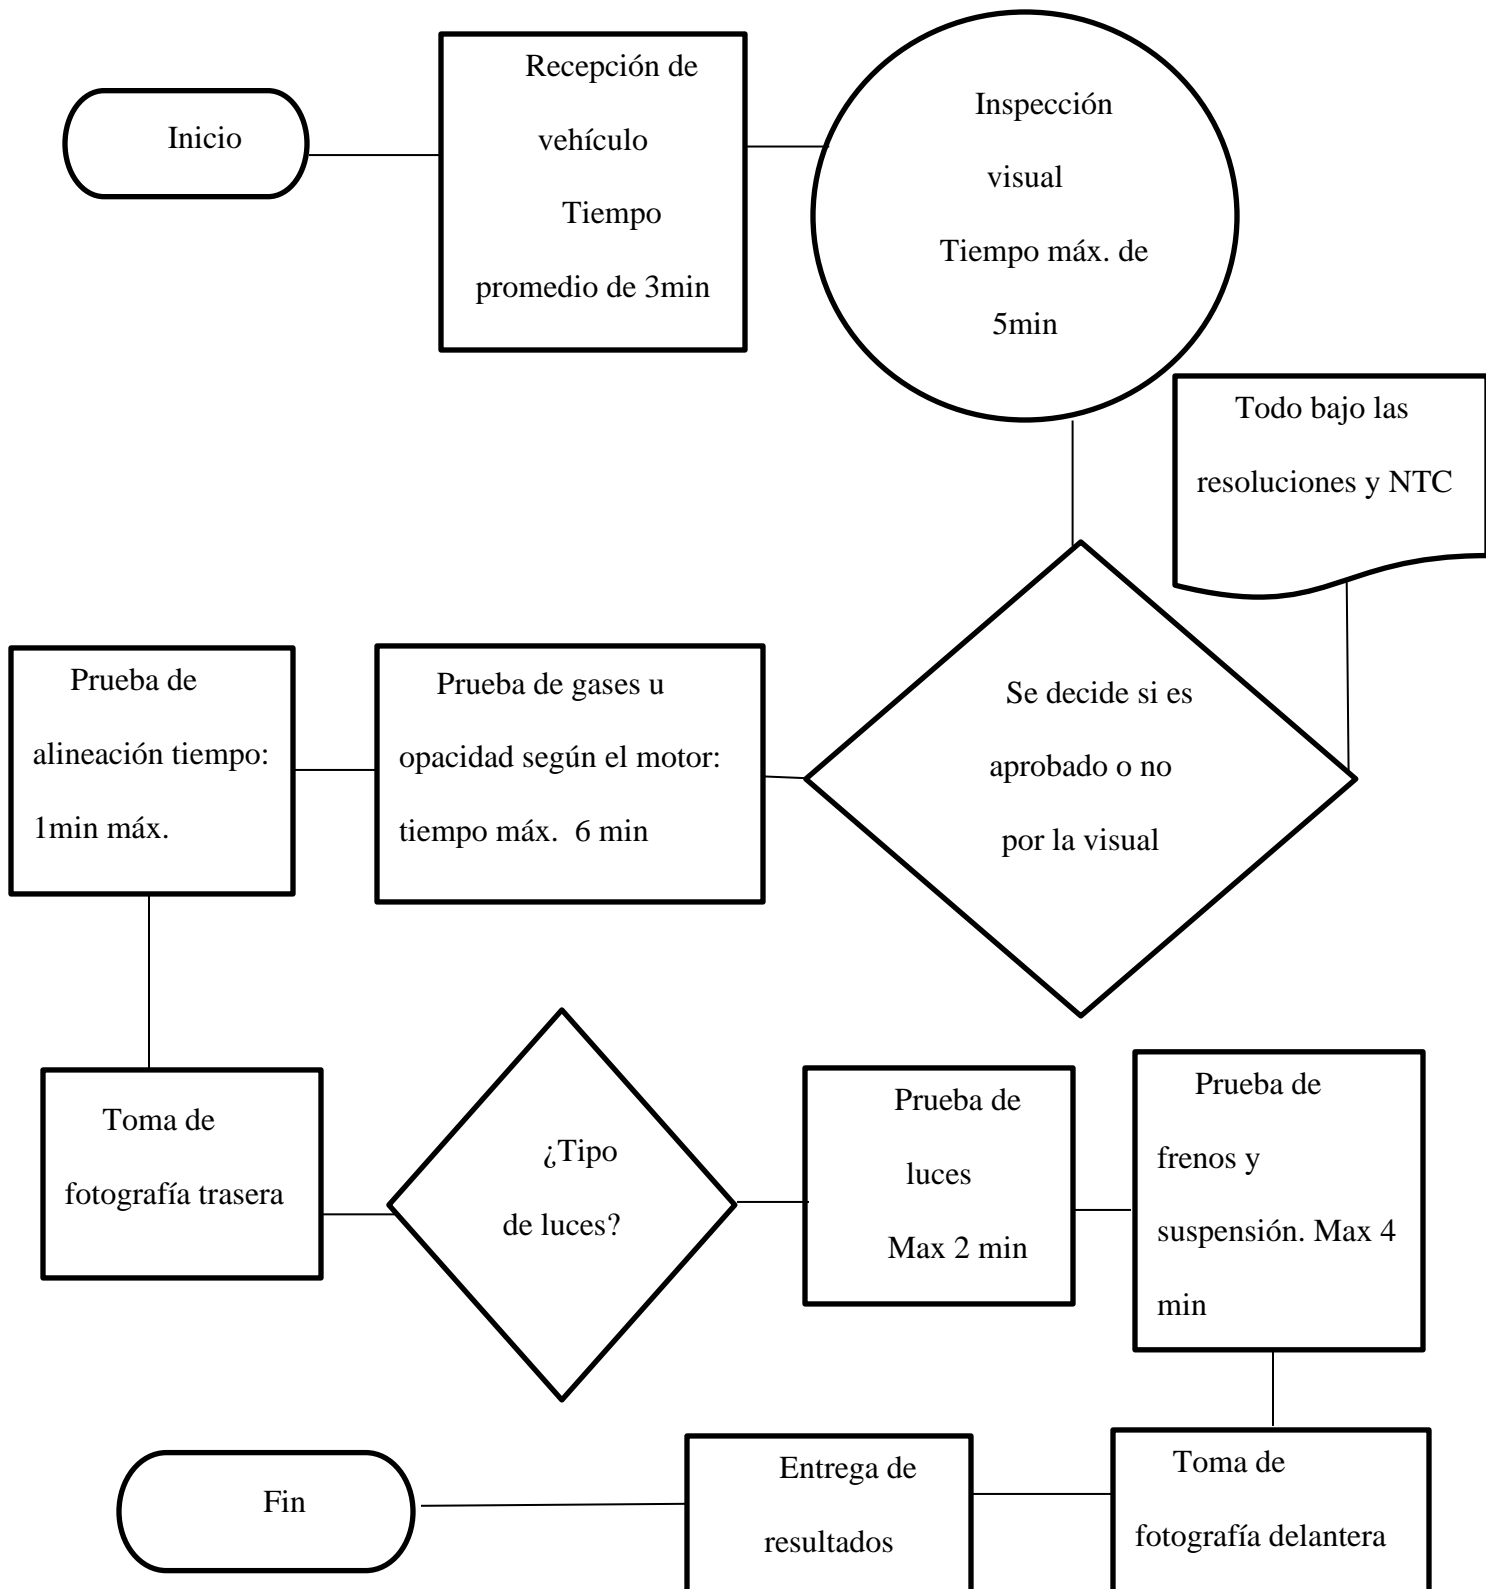 Inicio
Recepción de
vehículo
Tiempo
promedio de 3min
Inspección
visual
Tiempo máx. de
5min
Todo bajo las
resoluciones y NTC
Se decide si es
aprobado o no
por la visual
Prueba de gases u
opacidad según el motor:
tiempo máx.  6 min
Prueba de
alineación tiempo:
1min máx.
Toma de
fotografía trasera
¿Tipo
de luces?
Prueba de
luces
Max 2 min
Prueba de
frenos y
suspensión. Max 4
min
Toma de
fotografía delantera
Entrega de
resultados
Fin